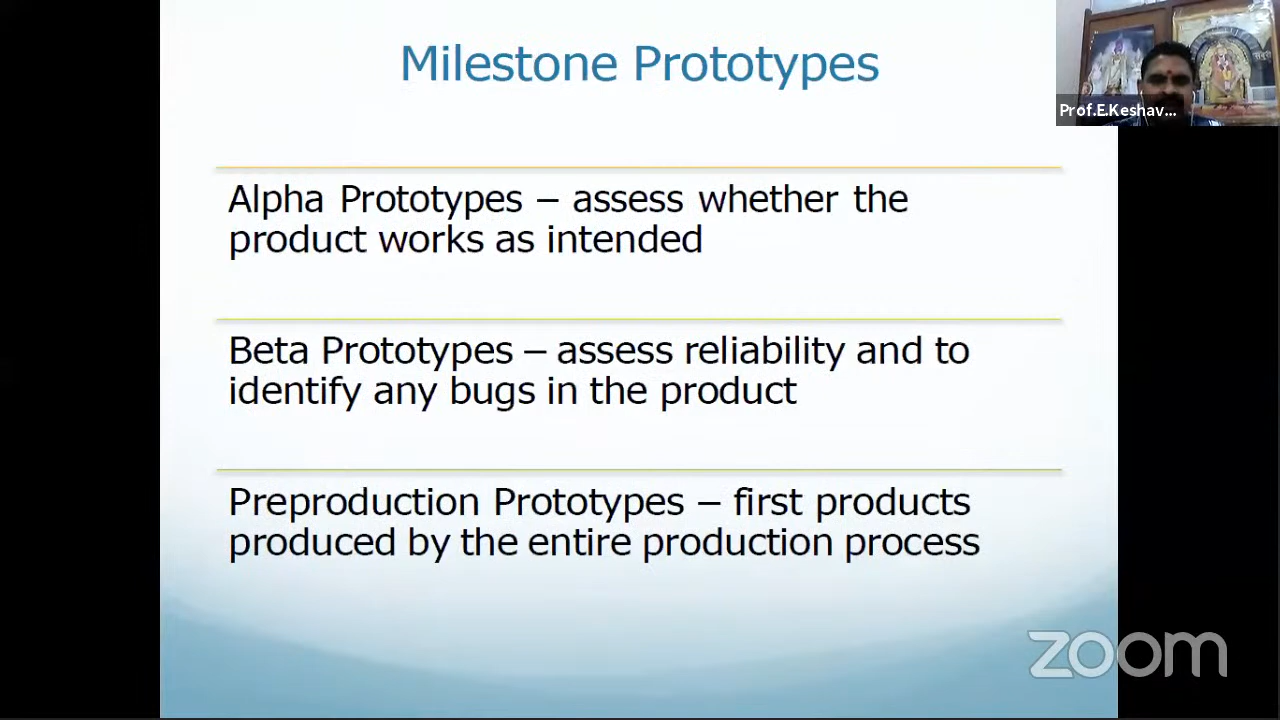 Milestone Prototypes
Prof.E.Keshav...
Alpha Prototypes – assess whether the
product works as intended
Beta Prototypes – assess reliability and to
identify any bugs in the product
Preproduction Prototypes – first products
produced by the entire production process
zoom